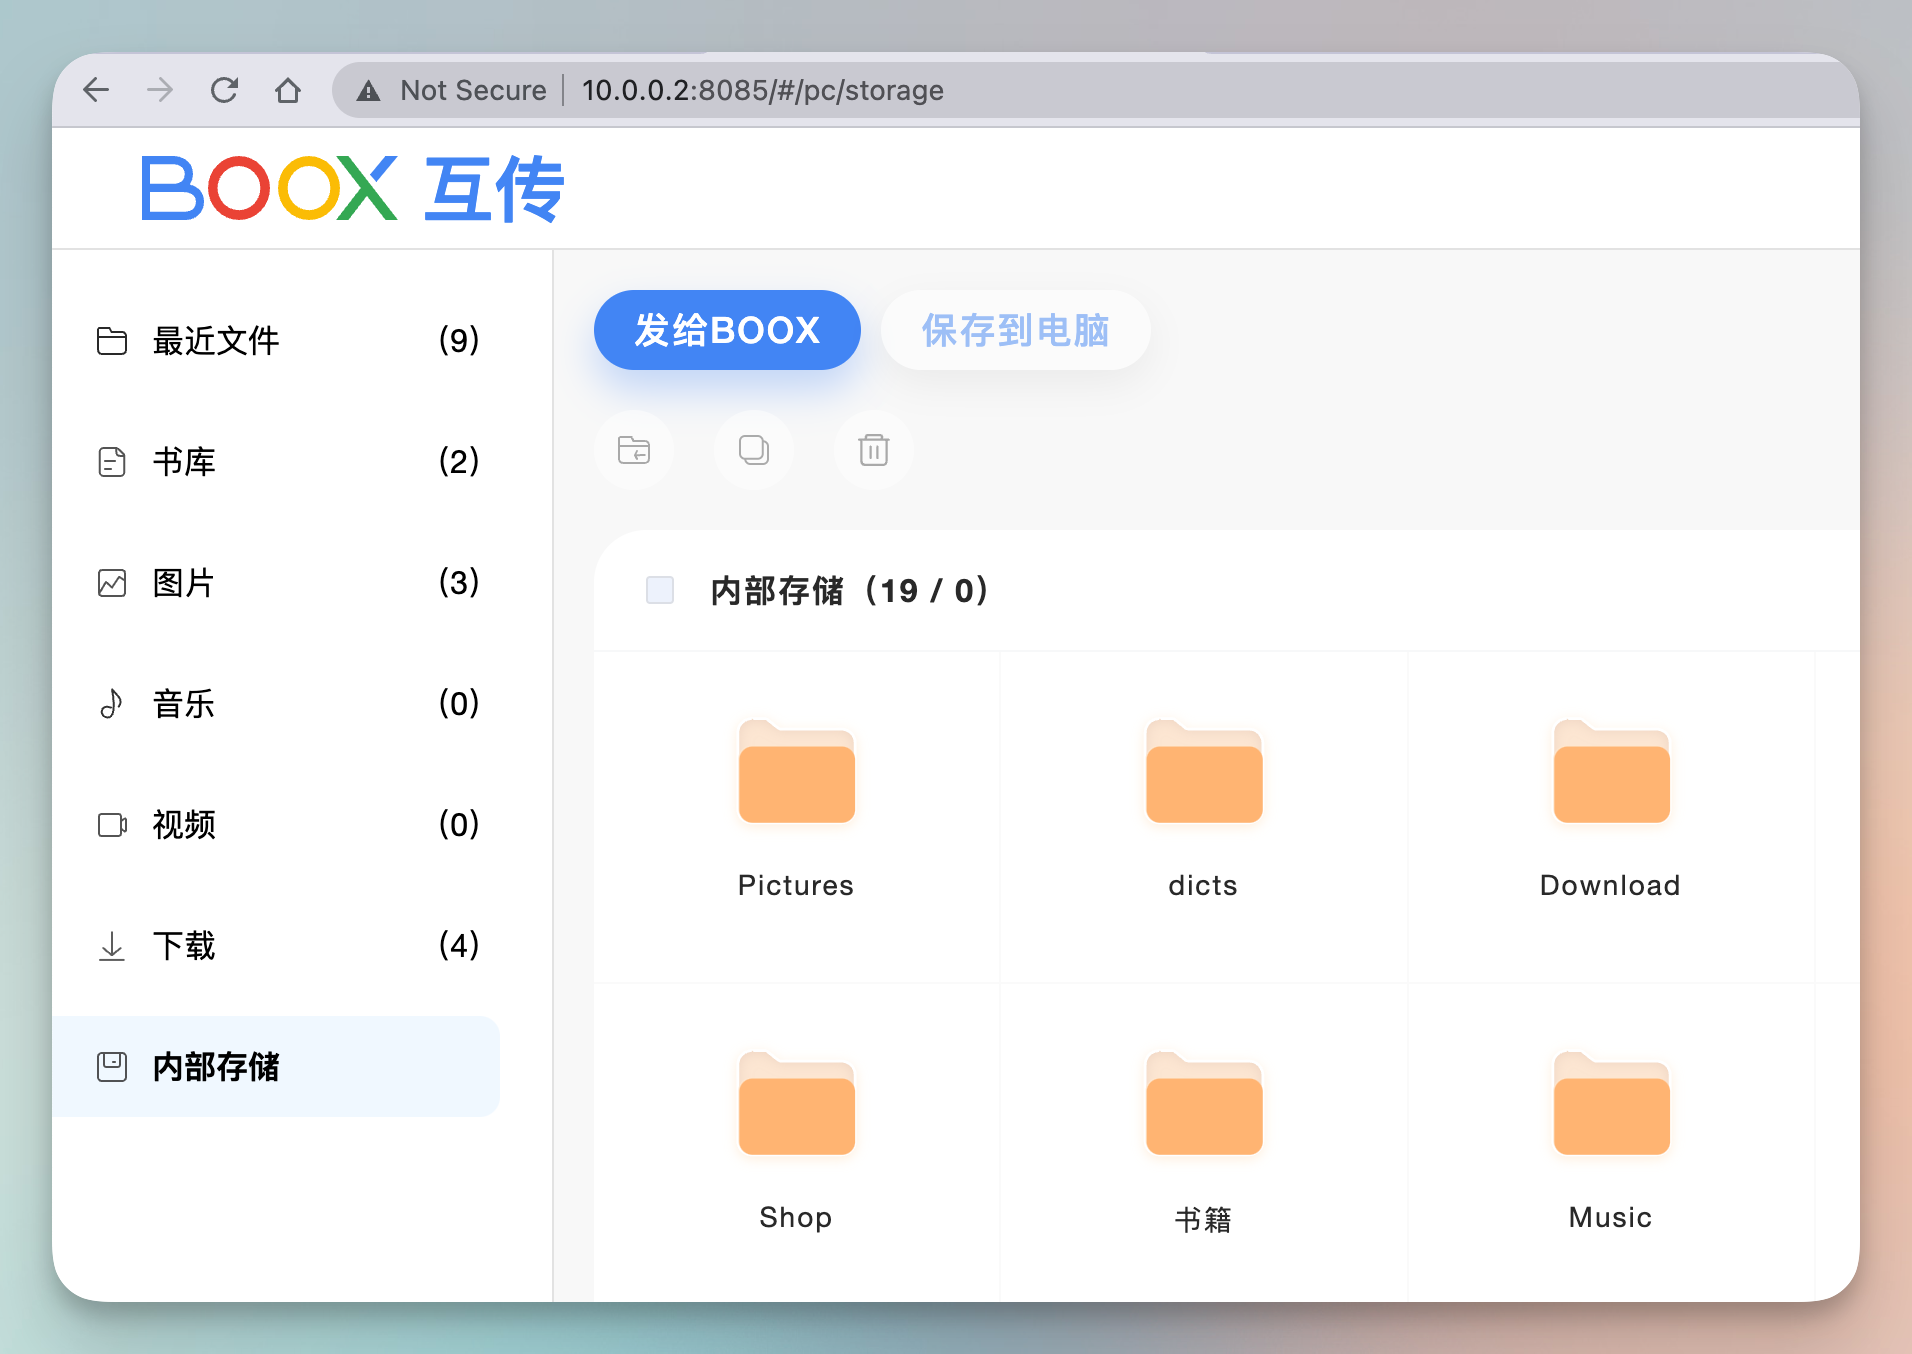 Not Secure | 10.0.0.2:8085/#/pc/storage
BOOX 互传
最近文件 (9)
书库 (2)
图片 (3)
音乐 (0)
视频 (0)
下载 (4)
内部存储
发给BOOX 保存到电脑
内部存储（19 / 0）
Pictures dicts Download
Shop 书籍 Music